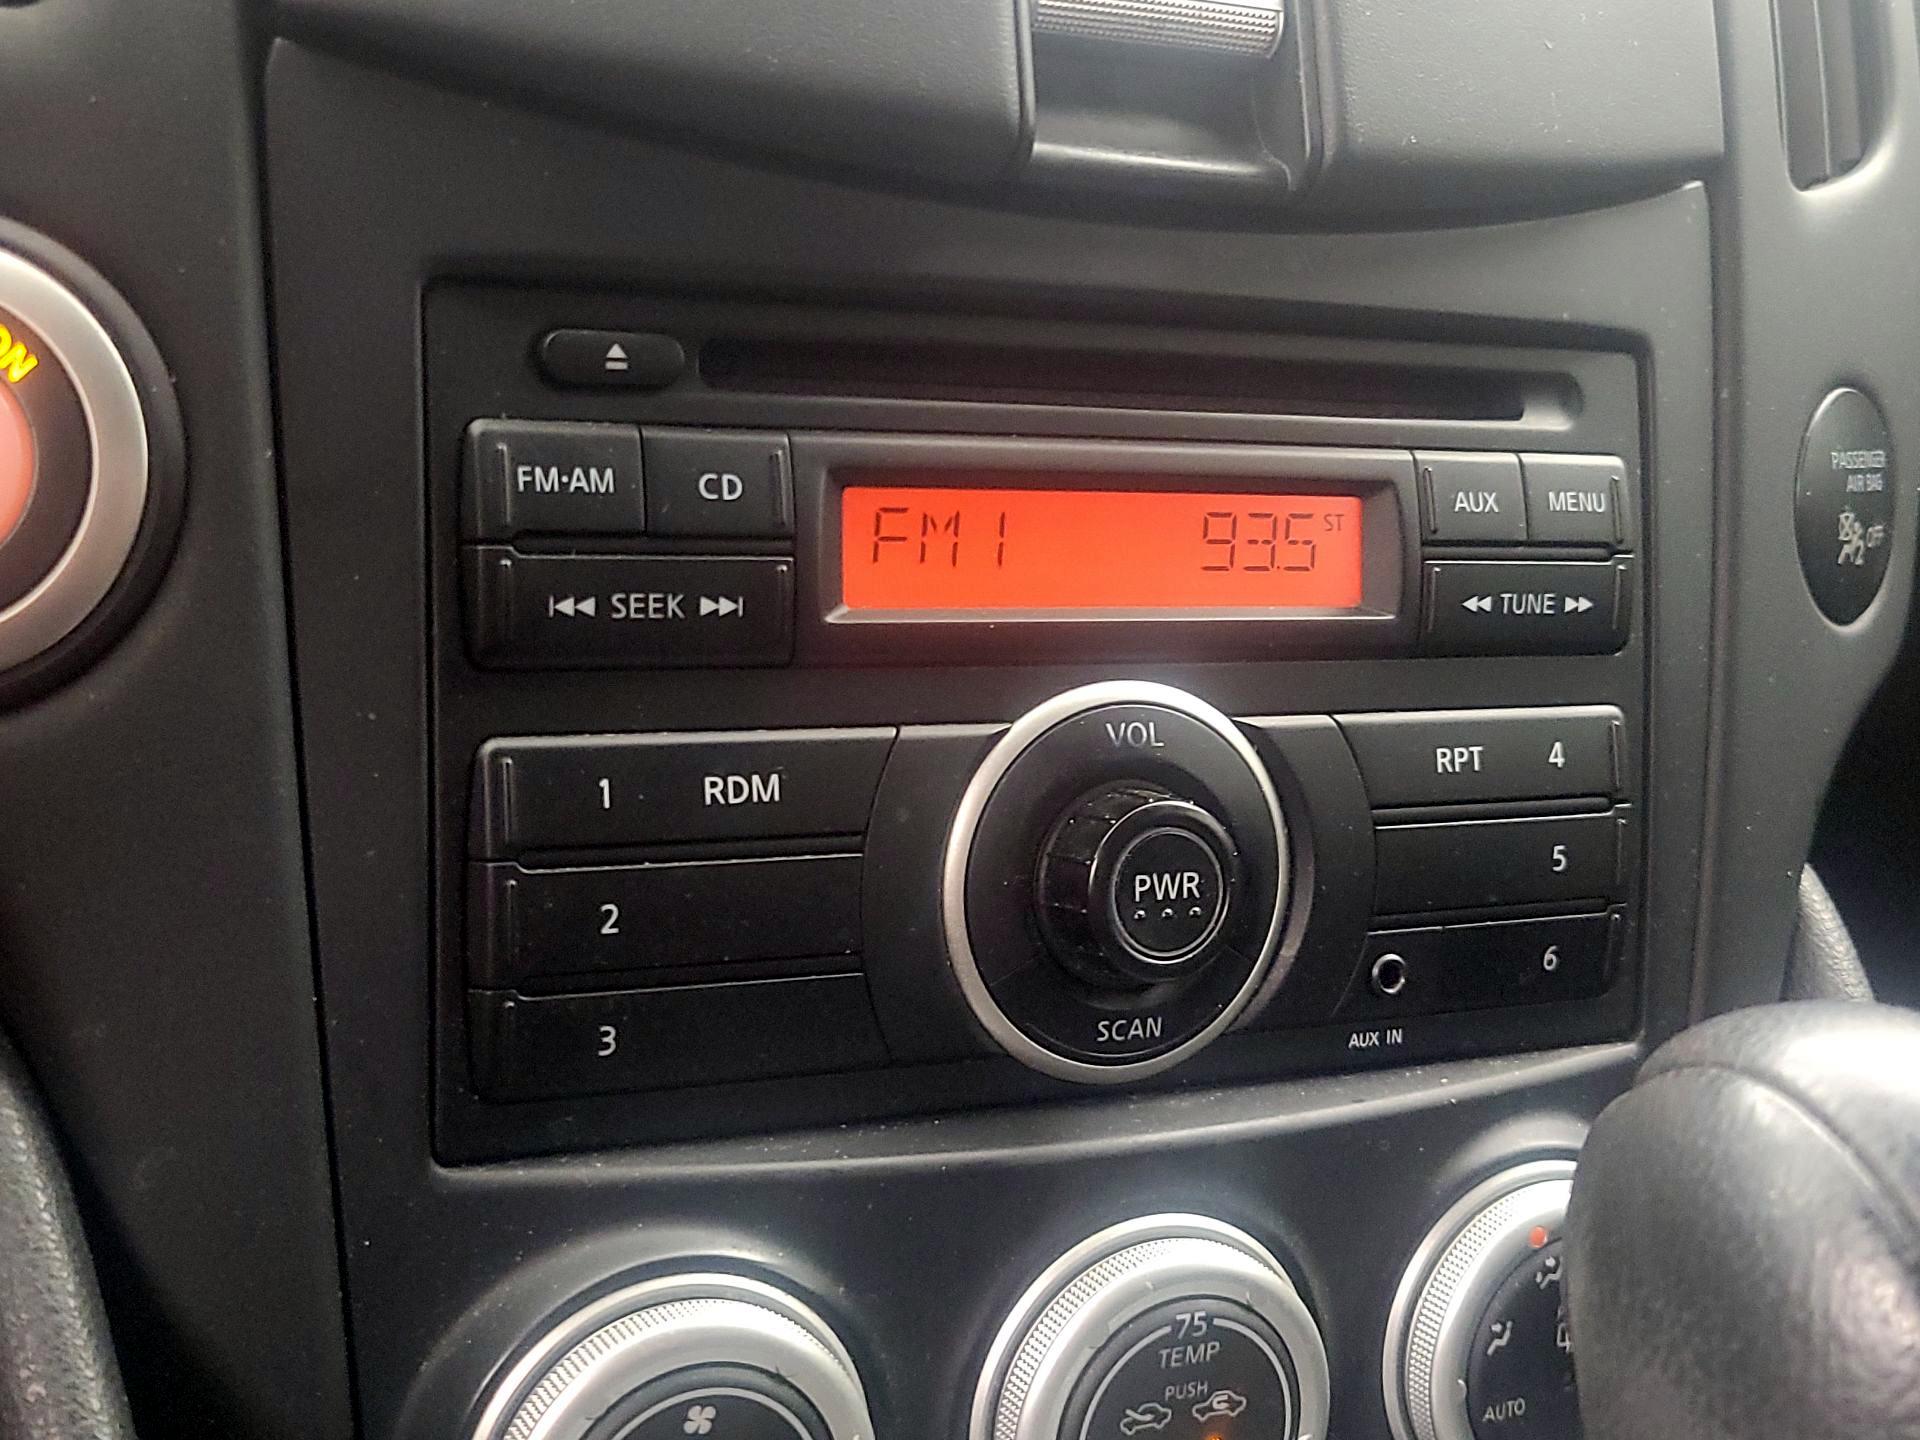 ON
FM·AM
CD
FM1 93.5 ST
AUX
MENU
PASSENGER
AIR BAG
OFF
SEEK
TUNE
1 RDM
VOL
RPT 4
2
PWR
5
3
SCAN
6
AUX IN
75
TEMP
PUSH
AUTO